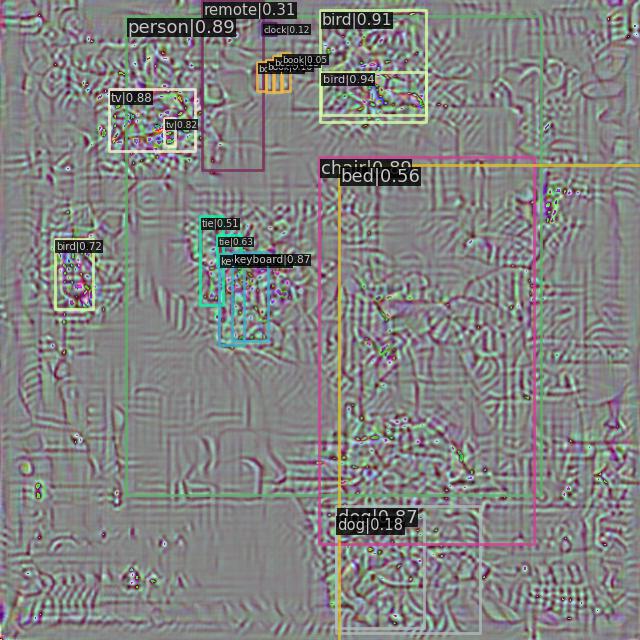 remote|0.31
person|0.89
bird|0.91
clock|0.12
book|0.05
bird|0.94
tv|0.88
tv|0.82
chair|0.89
bed|0.56
tie|0.51
tie|0.63
bird|0.72
ke
keyboard|0.87
dog|0.87
dog|0.18